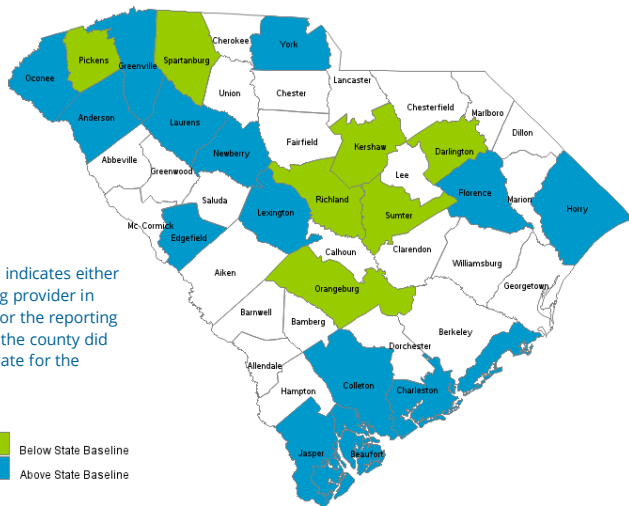 Cherokee
York
Spartanburg
Pickens
Greenville
Oconee
Lancaster
Union
Chester
Chesterfield
Marlboro
Anderson
Laurens
Dillon
Fairfield
Kershaw
Darlington
Newberry
Abbeville
Greenwood
Lee
Florence
Marion
Saluda
Richland
Horry
Lexington
Sumter
Mc Cormick
Edgefield
Calhoun
Clarendon
Williamsburg
Aiken
Georgetown
Orangeburg
Barnwell
Bamberg
Berkeley
Dorchester
Allendale
Hampton
Colleton
Charleston
Jasper
Beaufort
indicates either
g provider in
or the reporting
the county did
ate for the
Below State Baseline
Above State Baseline